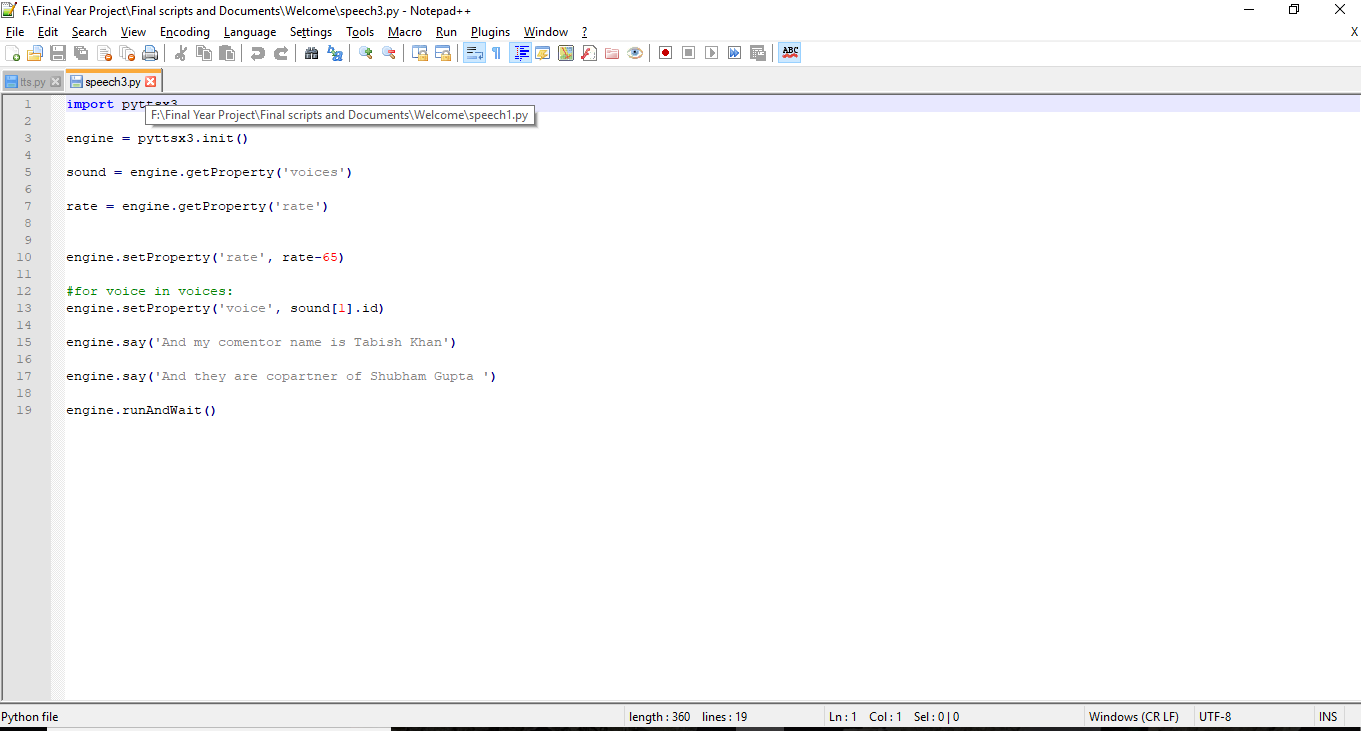 F:\Final Year Project\Final scripts and Documents\Welcome\speech3.py - Notepad++
File Edit Search View Encoding Language Settings Tools Macro Run Plugins Window ? X
ABC
tts.py speech3.py
1 import pyttsx3
F:\Final Year Project\Final scripts and Documents\Welcome\speech1.py
2
3 engine = pyttsx3.init()
4
5 sound = engine.getProperty('voices')
6
7 rate = engine.getProperty('rate')
8
9
10 engine.setProperty('rate', rate-65)
11
12 #for voice in voices:
13 engine.setProperty('voice', sound[1].id)
14
15 engine.say('And my comentor name is Tabish Khan')
16
17 engine.say('And they are copartner of Shubham Gupta ')
18
19 engine.runAndWait()
Python file length : 360 lines : 19 Ln : 1 Col : 1 Sel : 0 | 0 Windows (CR LF) UTF-8 INS